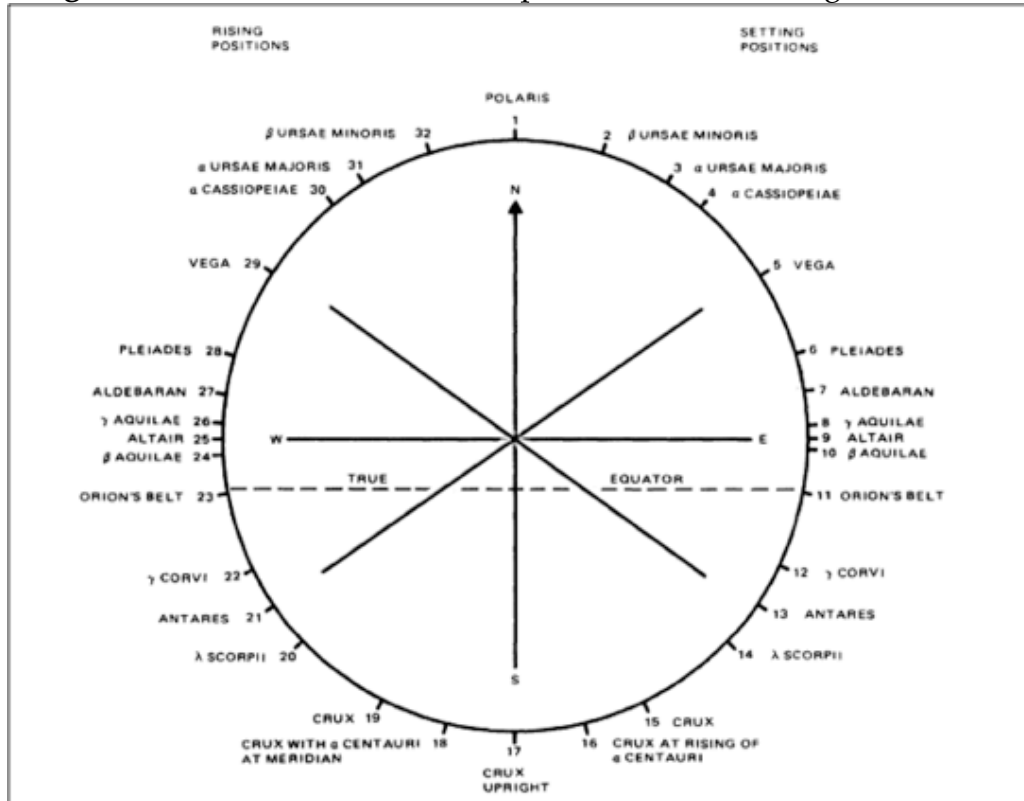 RISING
POSITIONS
SETTING
POSITIONS
POLARIS
1
β URSAE MINORIS 32
2 β URSAE MINORIS
α URSAE MAJORIS 31
3 α URSAE MAJORIS
α CASSIOPEIAE 30
4 α CASSIOPEIAE
N
VEGA 29
5 VEGA
PLEIADES 28
6 PLEIADES
ALDEBARAN 27
7 ALDEBARAN
γ AQUILAE 26
8 γ AQUILAE
ALTAIR 25
W
E
9 ALTAIR
β AQUILAE 24
10 β AQUILAE
TRUE EQUATOR
ORION'S BELT 23
11 ORION'S BELT
γ CORVI 22
12 γ CORVI
ANTARES 21
13 ANTARES
λ SCORPII 20
14 λ SCORPII
S
CRUX 19
15 CRUX
CRUX WITH α CENTAURI
AT MERIDIAN
18
16
CRUX AT RISING OF
α CENTAURI
17
CRUX
UPRIGHT